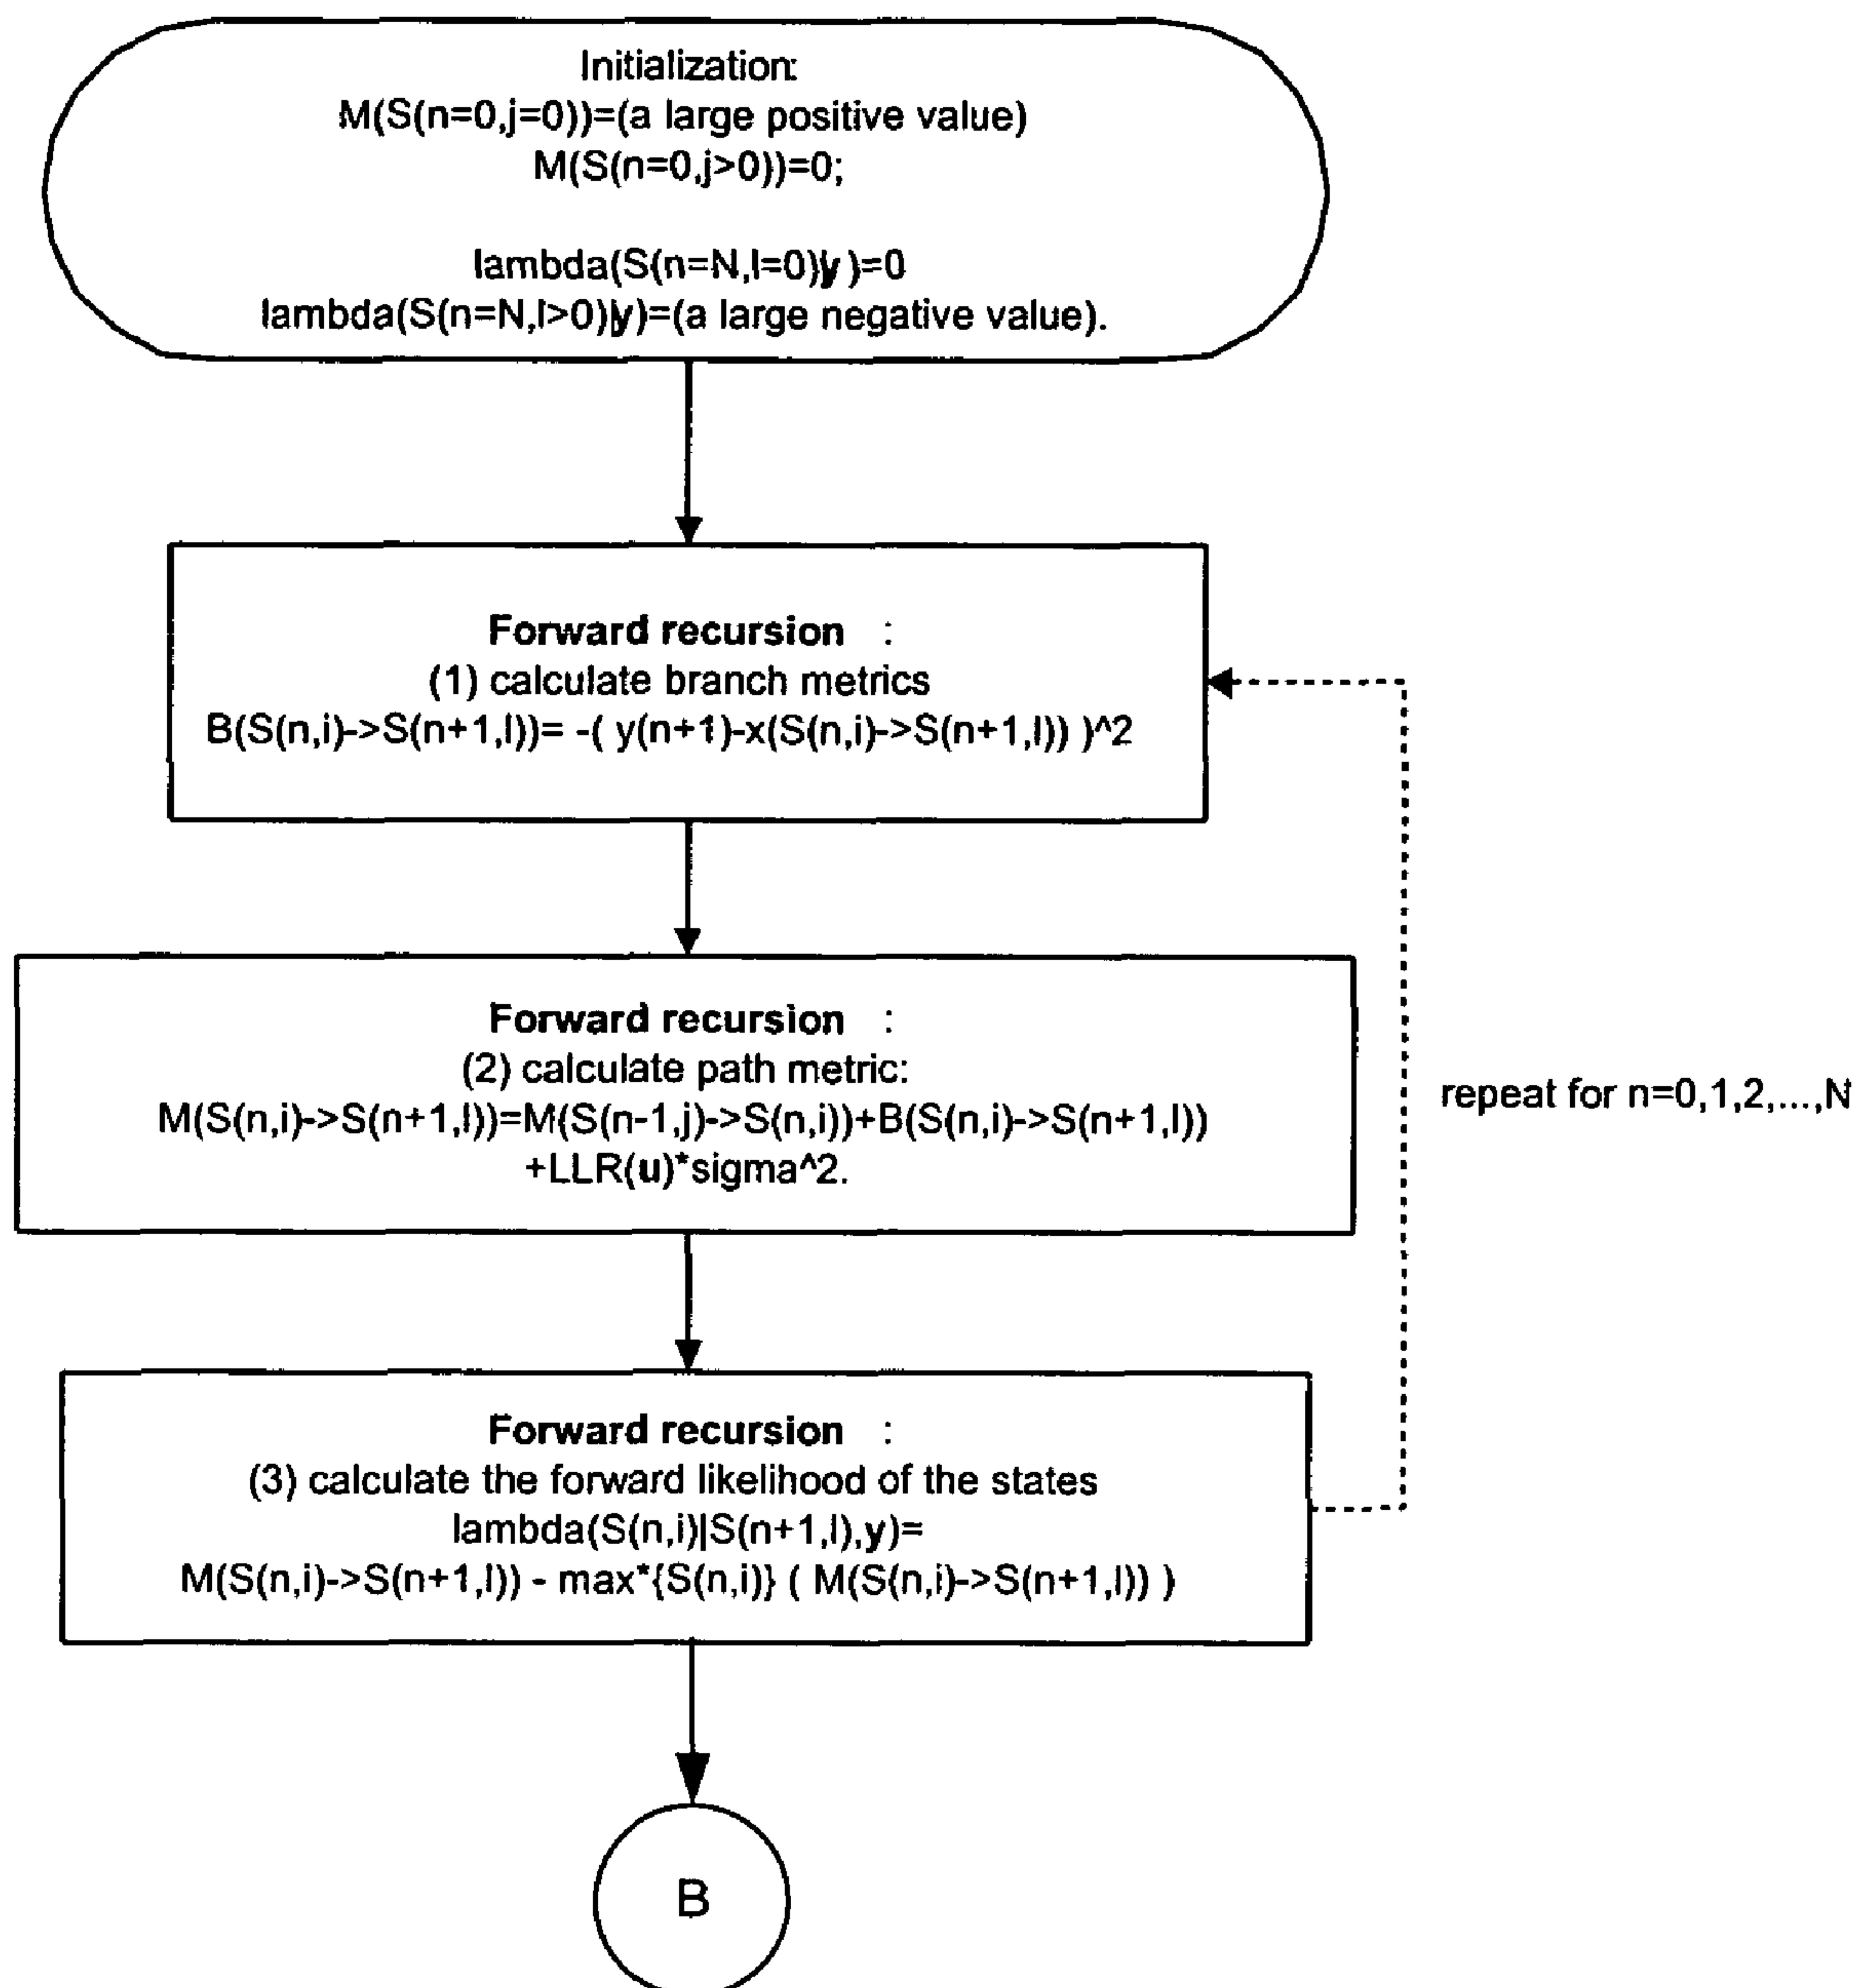 Initialization:
M(S(n=0,j=0))=(a large positive value)
M(S(n=0,j>0))=0;
lambda(S(n=N,l=0)|y )=0
lambda(S(n=N,l>0)|y)=(a large negative value).
Forward recursion :
(1) calculate branch metrics
B(S(n,i)->S(n+1,l))= -( y(n+1)-x(S(n,i)->S(n+1,l)) )^2
Forward recursion :
(2) calculate path metric:
M(S(n,i)->S(n+1,l))=M(S(n-1,j)->S(n,i))+B(S(n,i)->S(n+1,l))
+LLR(u)*sigma^2.
repeat for n=0,1,2,...,N
Forward recursion :
(3) calculate the forward likelihood of the states
lambda(S(n,i)|S(n+1,l),y)=
M(S(n,i)->S(n+1,l)) - max*{S(n,i)} ( M(S(n,i)->S(n+1,l)) )
B